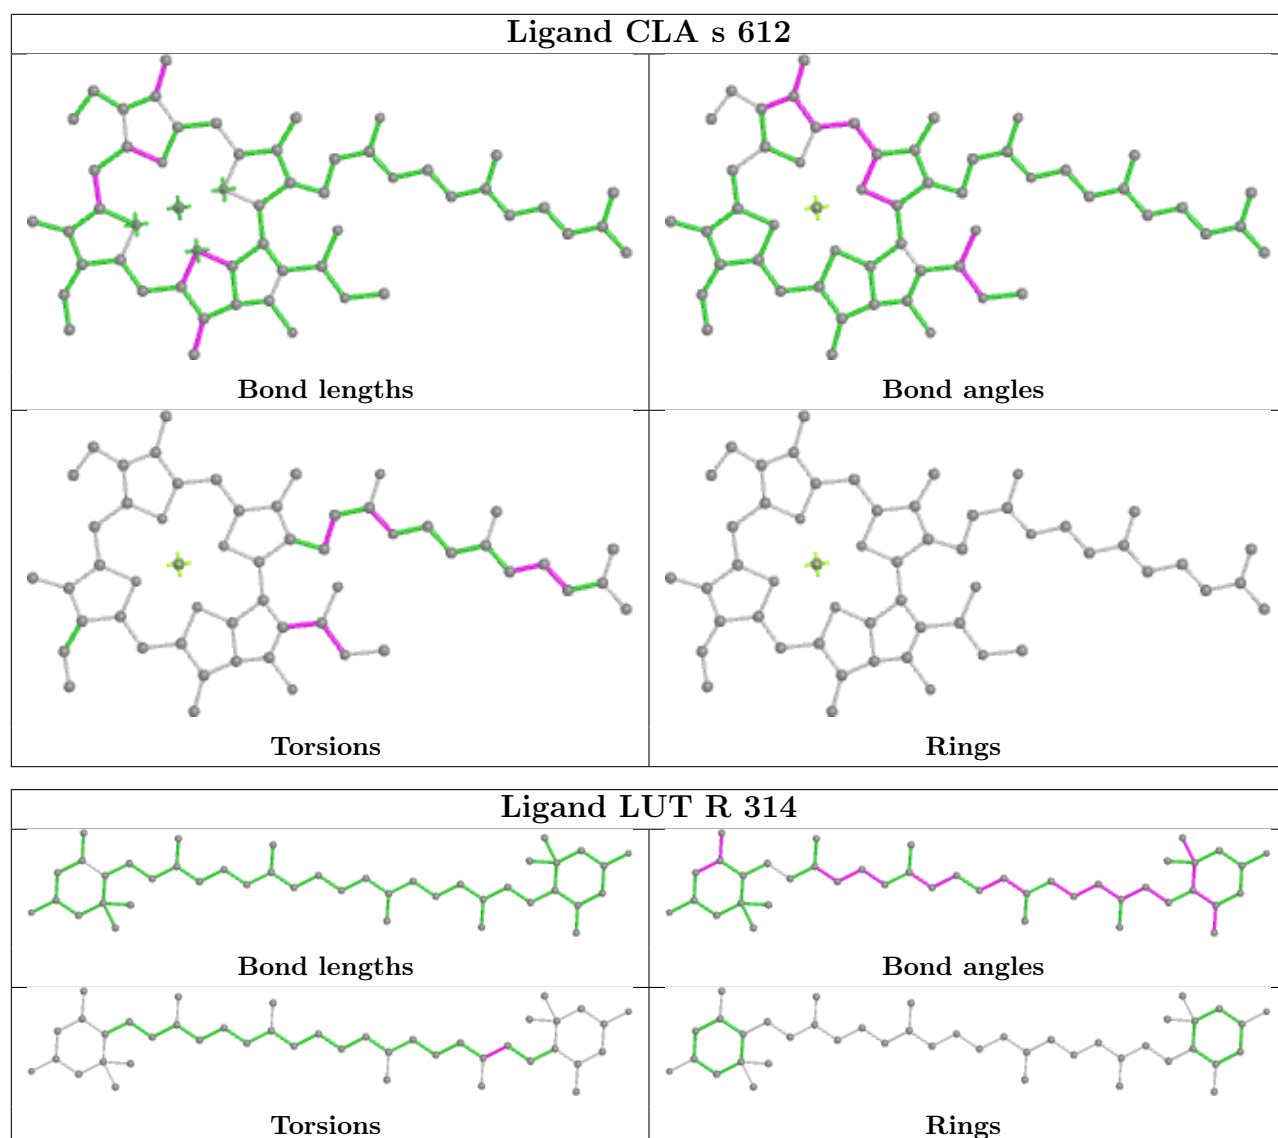 Ligand CLA s 612
Bond lengths
Bond angles
Torsions
Rings
Ligand LUT R 314
Bond lengths
Bond angles
Torsions
Rings